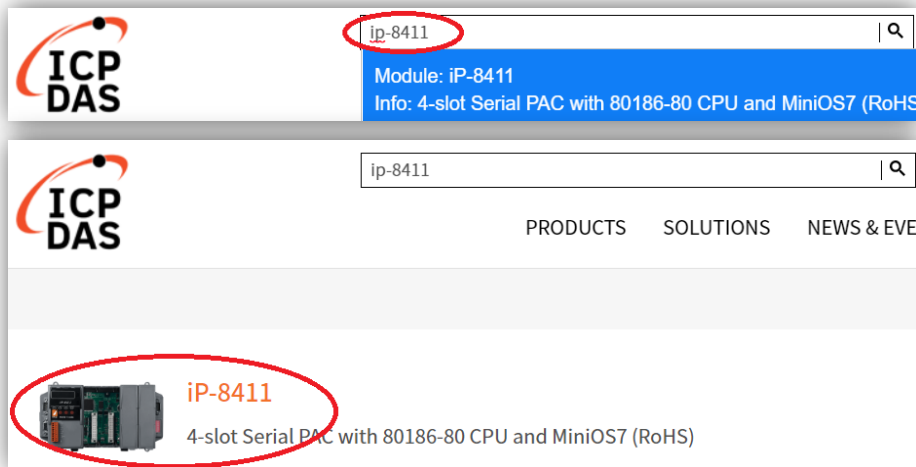 ICP
DAS
ip-8411
Module: iP-8411
Info: 4-slot Serial PAC with 80186-80 CPU and MiniOS7 (RoHS
ICP
DAS
ip-8411
PRODUCTS SOLUTIONS NEWS & EVE
iP-8411
4-slot Serial PAC with 80186-80 CPU and MiniOS7 (RoHS)